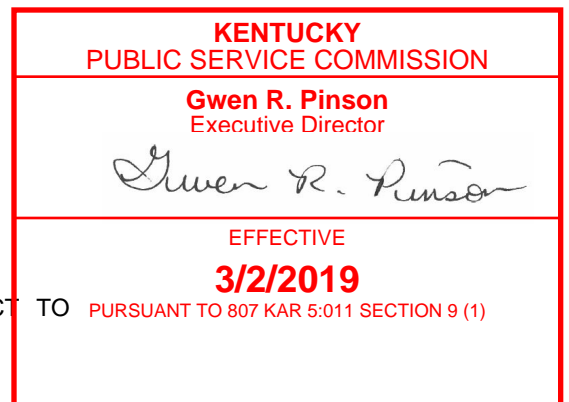 KENTUCKY
PUBLIC SERVICE COMMISSION
Gwen R. Pinson
Executive Director
Gwen R. Pinson
EFFECTIVE
3/2/2019
CT TO PURSUANT TO 807 KAR 5:011 SECTION 9 (1)